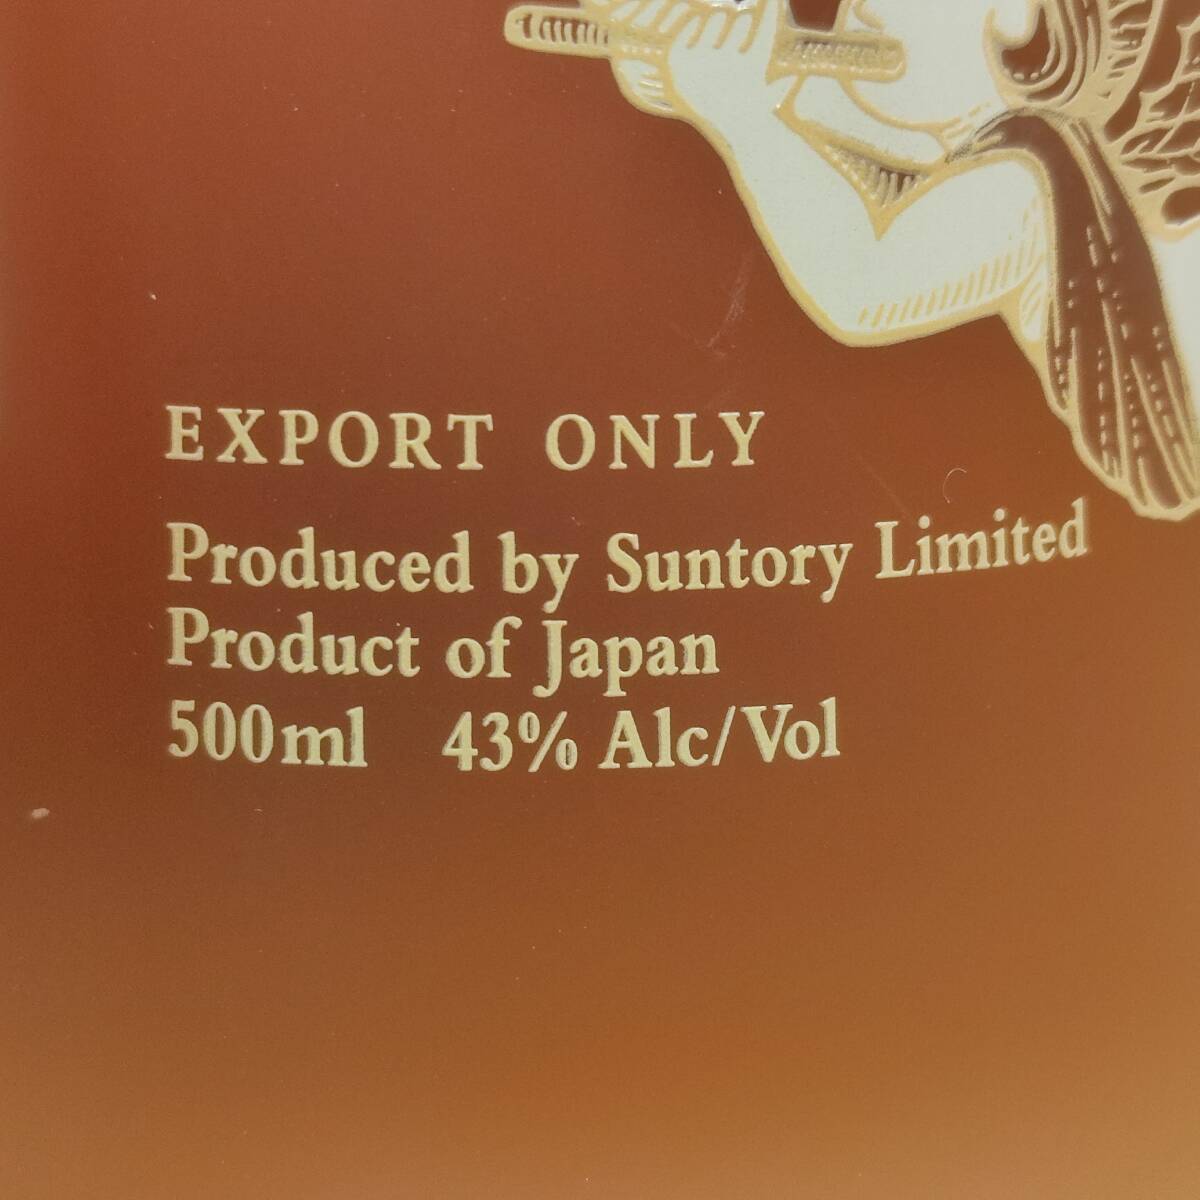 EXPORT ONLY
Produced by Suntory Limited
Product of Japan
500ml 43% Alc/Vol